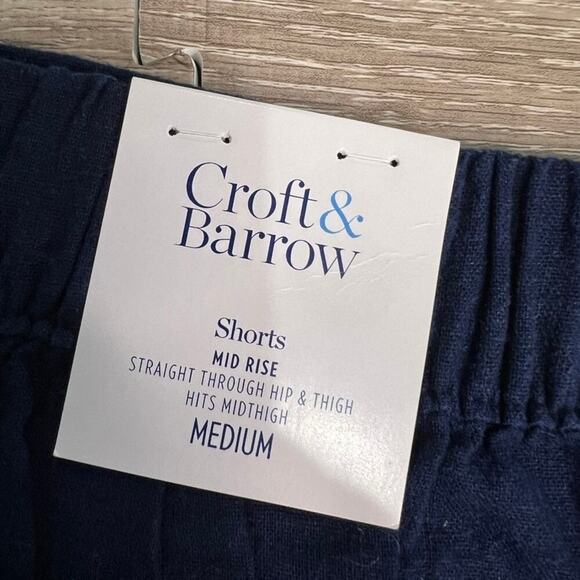 Croft &
Barrow
Shorts
MID RISE
STRAIGHT THROUGH HIP & THIGH
HITS MIDTHIGH
MEDIUM